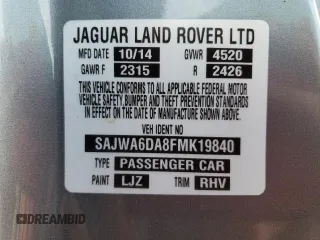 JAGUAR LAND ROVER LTD
MFD DATE 10/14 GVWR 4520
GAWR F 2315 R 2426
THIS VEHICLE CONFORMS TO ALL APPLICABLE FEDERAL MOTOR
VEHICLE SAFETY, BUMPER, AND THEFT PREVENTION STANDARDS
IN EFFECT ON THE DATE OF MANUFACTURE SHOWN ABOVE.
VEH IDENT NO
SAJWA6DA8FMK19840
TYPE PASSENGER CAR
PAINT LJZ TRIM RHV
DREAMBID